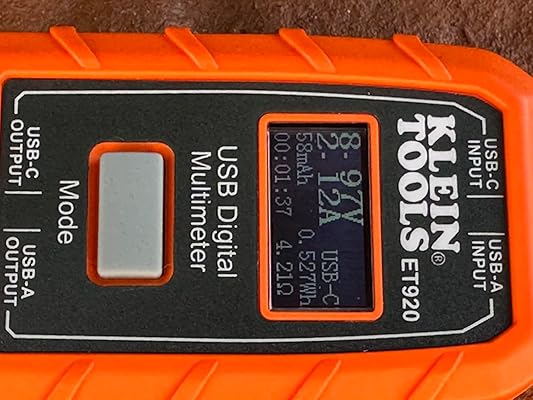 USB-C
INPUT
USB-A
INPUT
KLEIN
TOOLS®
ET920
8.97V USB-C
2.12A
58mAh 0.527Wh
00:01:37 4.21Ω
USB Digital
Multimeter
Mode
USB-C
OUTPUT
USB-A
OUTPUT